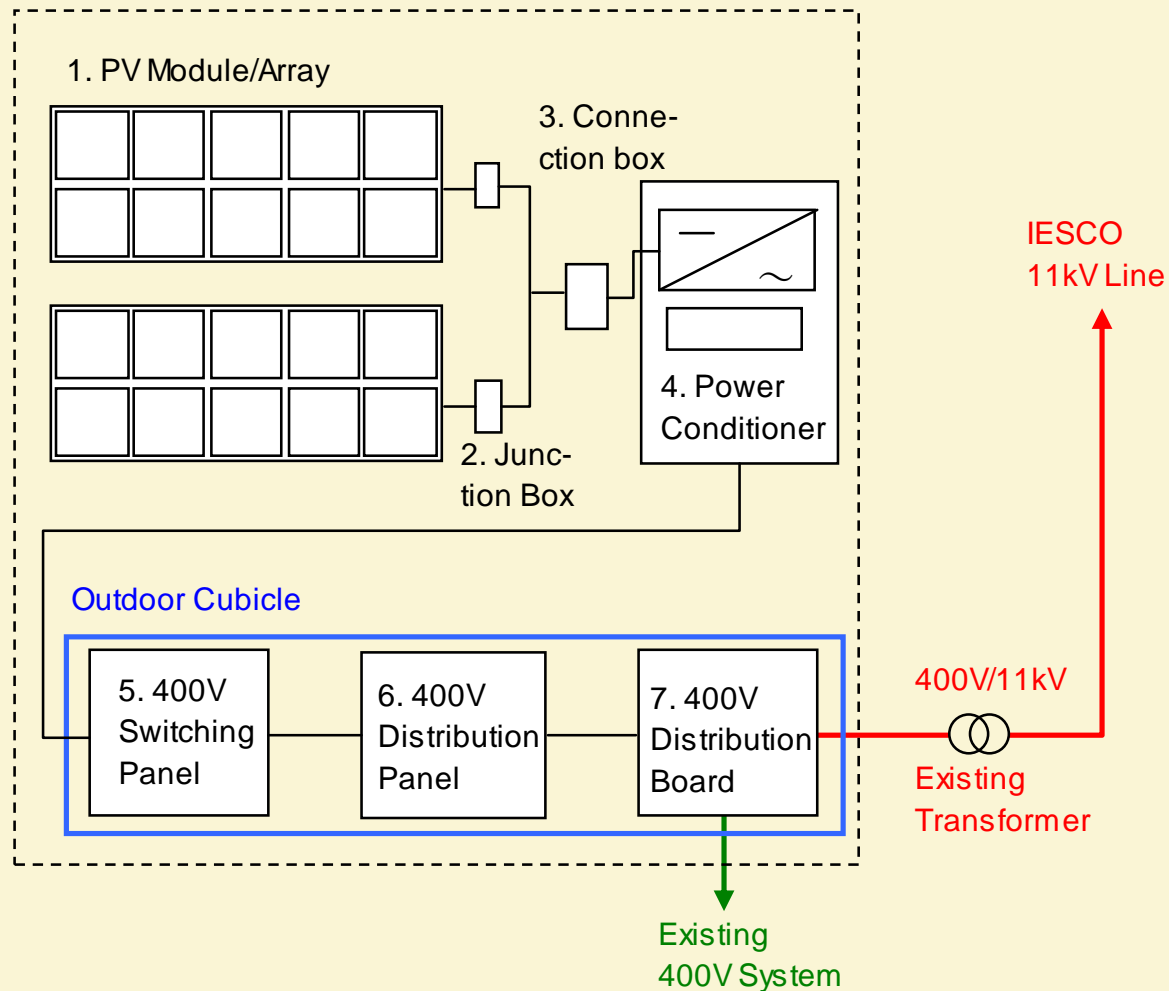 1. PV Module/Array
3. Conne-
ction box
IESCO
11kV Line
4. Power
Conditioner
2. Junc-
tion Box
Outdoor Cubicle
5. 400V
Switching
Panel
6. 400V
Distribution
Panel
7. 400V
Distribution
Board
400V/11kV
Existing
Transformer
Existing
400V System